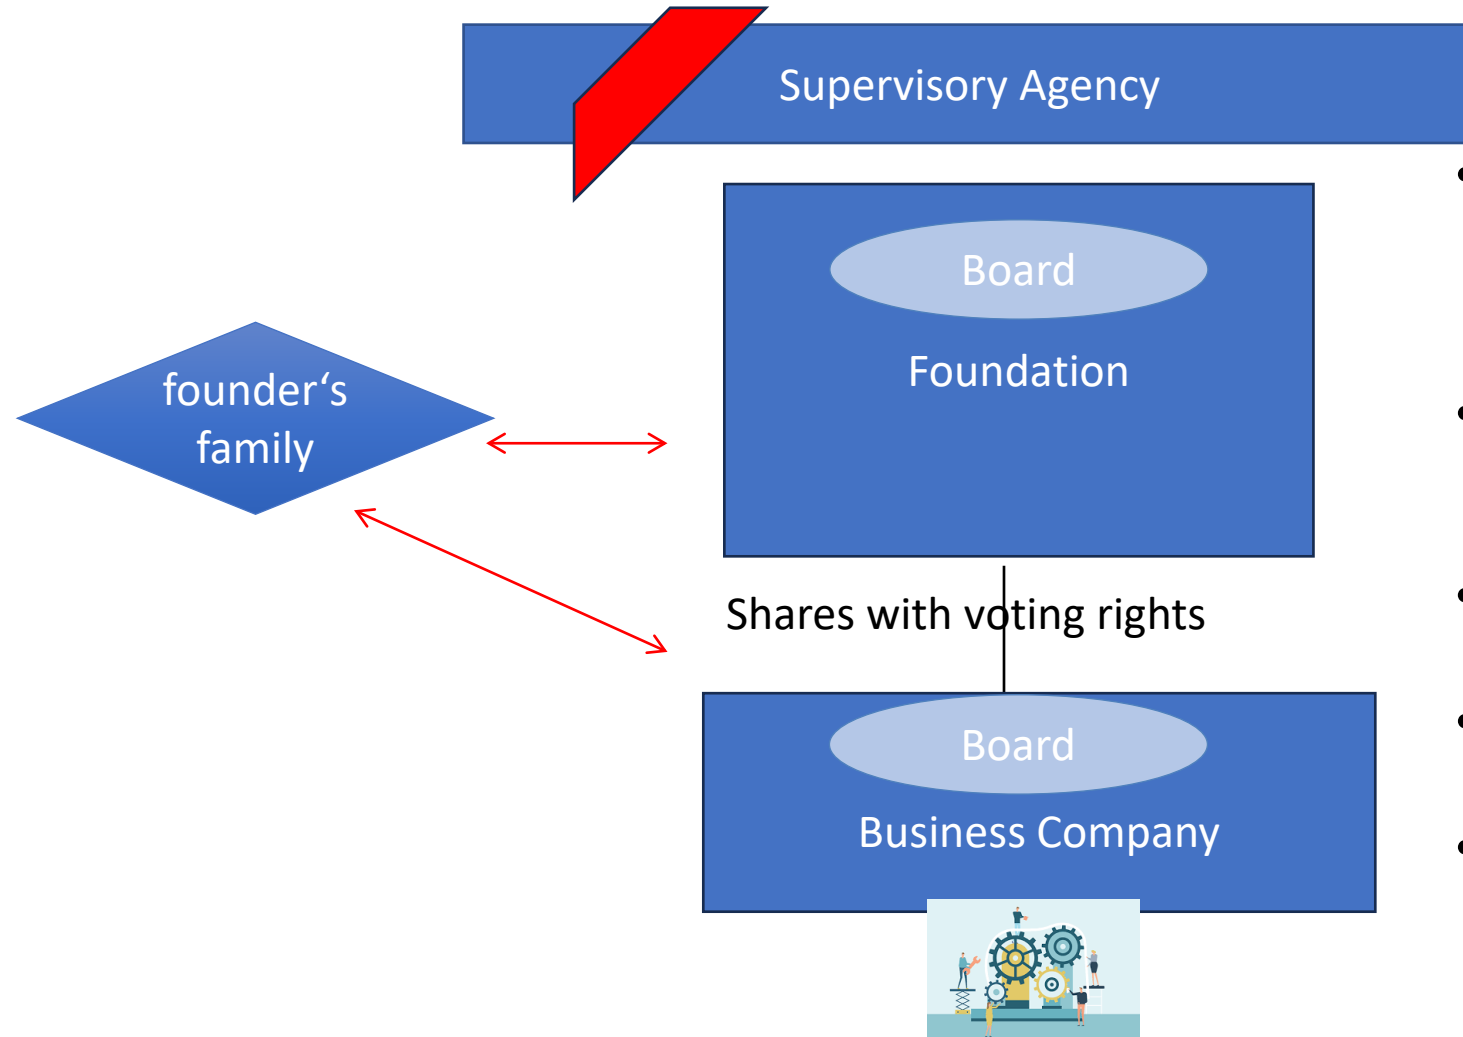 Supervisory Agency
Board
Foundation
founder‘s
family
Shares with voting rights
Board
Business Company